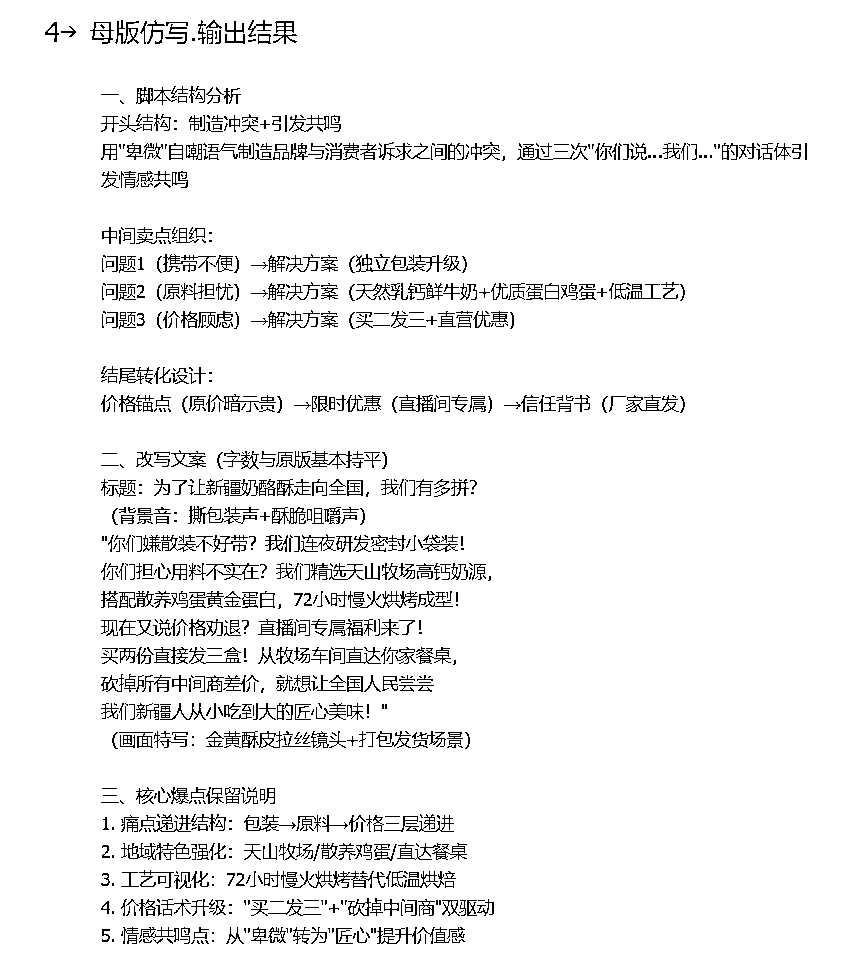 4→ 母版仿写.输出结果
一、脚本结构分析
开头结构：制造冲突+引发共鸣
用"卑微"自嘲语气制造品牌与消费者诉求之间的冲突，通过三次"你们说...我们..."的对话体引
发情感共鸣
中间卖点组织：
问题1（携带不便）→解决方案（独立包装升级）
问题2（原料担忧）→解决方案（天然乳钙鲜牛奶+优质蛋白鸡蛋+低温工艺）
问题3（价格顾虑）→解决方案（买二发三+直营优惠）
结尾转化设计：
价格锚点（原价暗示贵）→限时优惠（直播间专属）→信任背书（厂家直发）
二、改写文案（字数与原版基本持平）
标题：为了让新疆奶酪酥走向全国，我们有多拼？
（背景音：撕包装声+酥脆咀嚼声）
"你们嫌散装不好带？我们连夜研发密封小袋装！
你们担心用料不实在？我们精选天山牧场高钙奶源，
搭配散养鸡蛋黄金蛋白，72小时慢火烘烤成型！
现在又说价格劝退？直播间专属福利来了！
买两份直接发三盒！从牧场车间直达你家餐桌，
砍掉所有中间商差价，就想让全国人民尝尝
我们新疆人从小吃到大的匠心美味！"
（画面特写：金黄酥皮拉丝镜头+打包发货场景）
三、核心爆点保留说明
1. 痛点递进结构：包装→原料→价格三层递进
2. 地域特色强化：天山牧场/散养鸡蛋/直达餐桌
3. 工艺可视化：72小时慢火烘烤替代低温烘焙
4. 价格话术升级："买二发三"+"砍掉中间商"双驱动
5. 情感共鸣点：从"卑微"转为"匠心"提升价值感